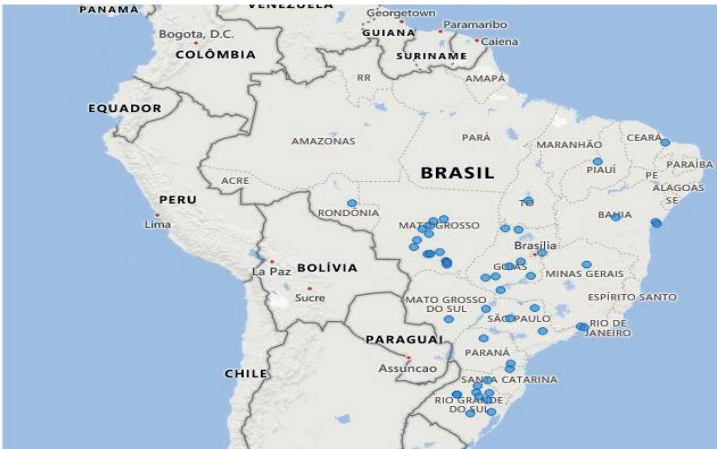 PANAMÁ
VENEZUELA
Georgetown
Paramaribo
Bogota, D.C.
GUIANA
Caiena
COLÔMBIA
SURINAME
RR
AMAPÁ
EQUADOR
AMAZONAS
PARÁ
MARANHÃO
CEARÁ
PIAUÍ
PARAÍBA
BRASIL
PE
ACRE
ALAGOAS
PERU
SE
RONDÔNIA
TO
BAHIA
Lima
MATO GROSSO
Brasília
La Paz
BOLÍVIA
GOIÁS
MINAS GERAIS
Sucre
MATO GROSSO
DO SUL
ESPÍRITO SANTO
SÃO PAULO
RIO DE
JANEIRO
PARAGUAI
PARANÁ
Assuncao
CHILE
SANTA CATARINA
RIO GRANDE
DO SUL